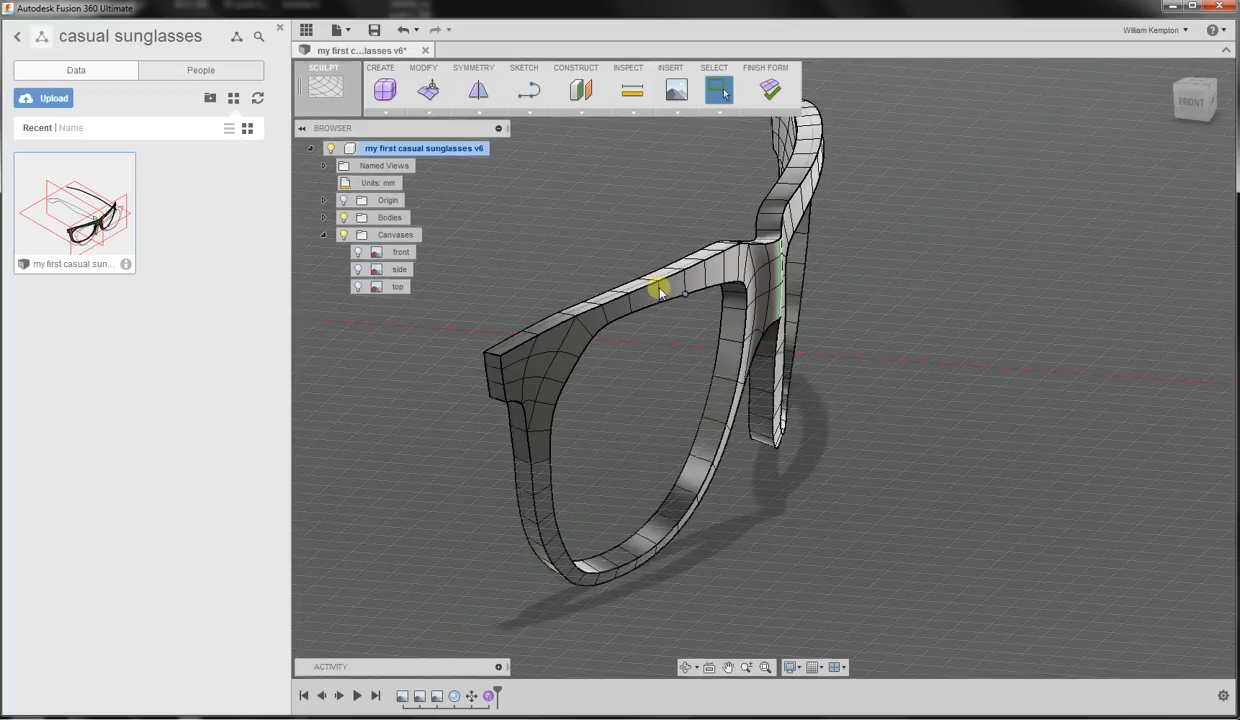 Autodesk Fusion 360 Ultimate
casual sunglasses
William Kempton
my first c...lasses v6*
Data
People
SCULPT
CREATE
MODIFY
SYMMETRY
SKETCH
CONSTRUCT
INSPECT
INSERT
SELECT
FINISH FORM
Upload
FRONT
Recent | Name
BROWSER
my first casual sunglasses v6
Named Views
Units: mm
Origin
Bodies
Canvases
front
side
top
my first casual sun...
ACTIVITY